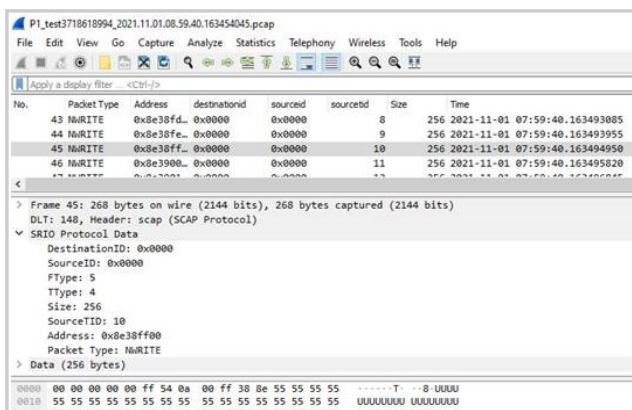 P1_test3718618994_2021.11.01.08.59.40.163454045.pcap
File Edit View Go Capture Analyze Statistics Telephony Wireless Tools Help
Apply a display filter ... <Ctrl-/>
No. Packet Type Address destinationid sourceid sourcetid Size Time
43 NWRITE 0x8e38fd… 0x0000 0x0000 8 256 2021-11-01 07:59:40.163493085
44 NWRITE 0x8e38fe… 0x0000 0x0000 9 256 2021-11-01 07:59:40.163493955
45 NWRITE 0x8e38ff… 0x0000 0x0000 10 256 2021-11-01 07:59:40.163494950
46 NWRITE 0x8e3900… 0x0000 0x0000 11 256 2021-11-01 07:59:40.163495820
Frame 45: 268 bytes on wire (2144 bits), 268 bytes captured (2144 bits)
DLT: 148, Header: scap (SCAP Protocol)
SRIO Protocol Data
DestinationID: 0x0000
SourceID: 0x0000
FType: 5
TType: 4
Size: 256
SourceTID: 10
Address: 0x8e38ff00
Packet Type: NWRITE
Data (256 bytes)
0000 00 00 00 00 00 ff 54 0a 00 ff 38 8e 55 55 55 55 ······T· ··8·UUUU
0010 55 55 55 55 55 55 55 55 55 55 55 55 55 55 55 55 UUUUUUUU UUUUUUUU